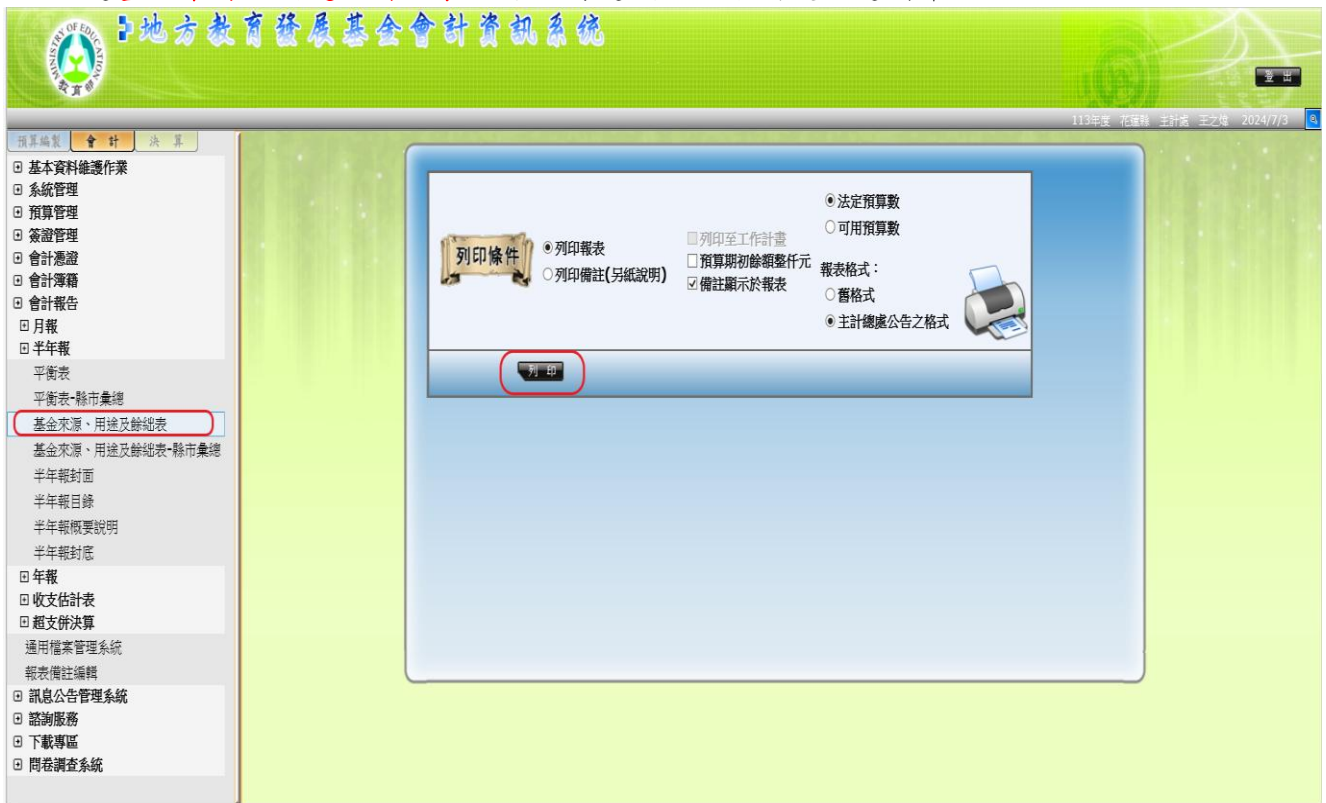 MINISTRY OF EDUCATION
教育部
地方教育發展基金會計資訊系統
登 出
113年度 花蓮縣 主計處 王之煒 2024/7/3
預算編製 會 計 決 算
基本資料維護作業
系統管理
預算管理
簽證管理
會計憑證
會計簿籍
會計報告
月報
半年報
平衡表
平衡表-縣市彙總
基金來源、用途及餘絀表
基金來源、用途及餘絀表-縣市彙總
半年報封面
半年報目錄
半年報概要說明
半年報封底
年報
收支估計表
超支併決算
通用檔案管理系統
報表備註編輯
訊息公告管理系統
諮詢服務
下載專區
問卷調查系統
列印條件
列印報表
列印備註(另紙說明)
列印至工作計畫
預算期初餘額整仟元
備註顯示於報表
法定預算數
可用預算數
報表格式：
舊格式
主計總處公告之格式
列 印